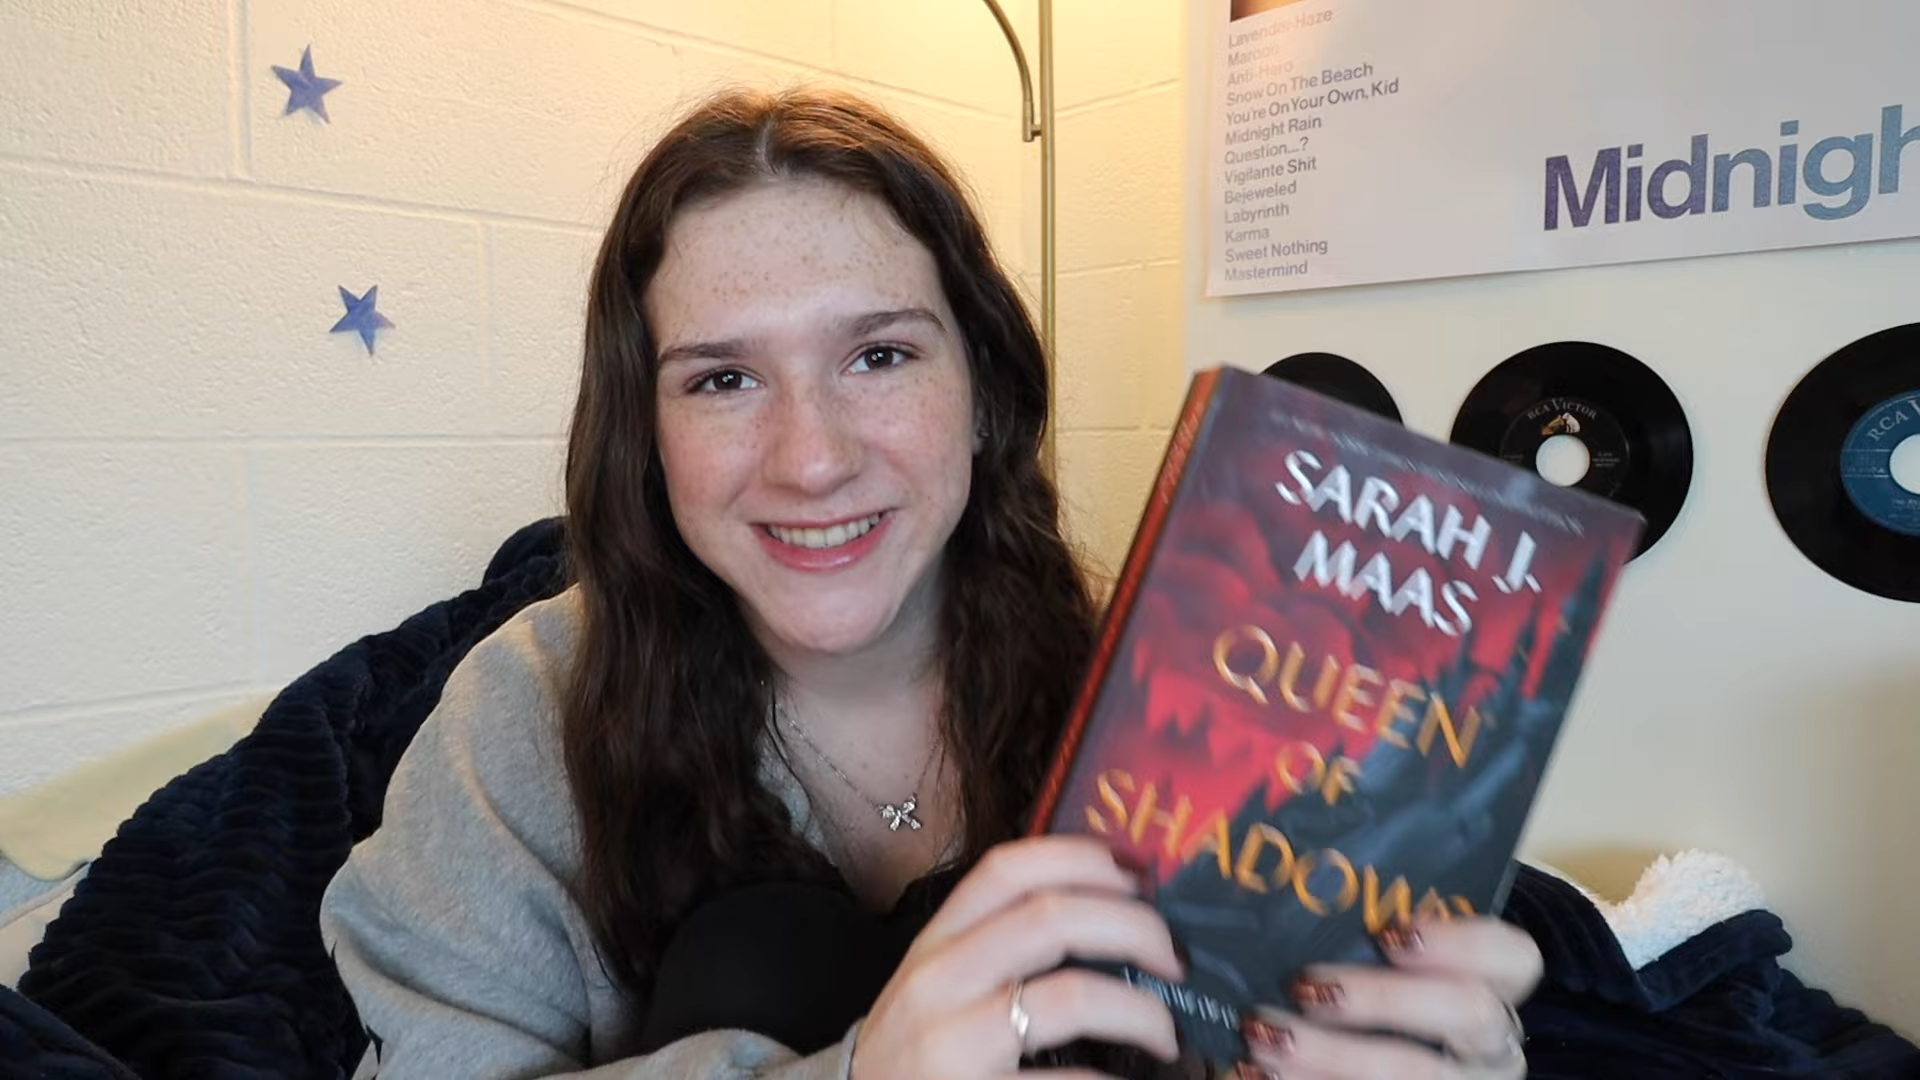 Lavender Haze
Maroon
Anti-Hero
Snow On The Beach
You're On Your Own, Kid
Midnight Rain
Question...?
Vigilante Shit
Bejeweled
Labyrinth
Karma
Sweet Nothing
Mastermind
Midnigh
RCA VICTOR
RCA
SARAH J.
MAAS
QUEEN
OF
SHADOWS